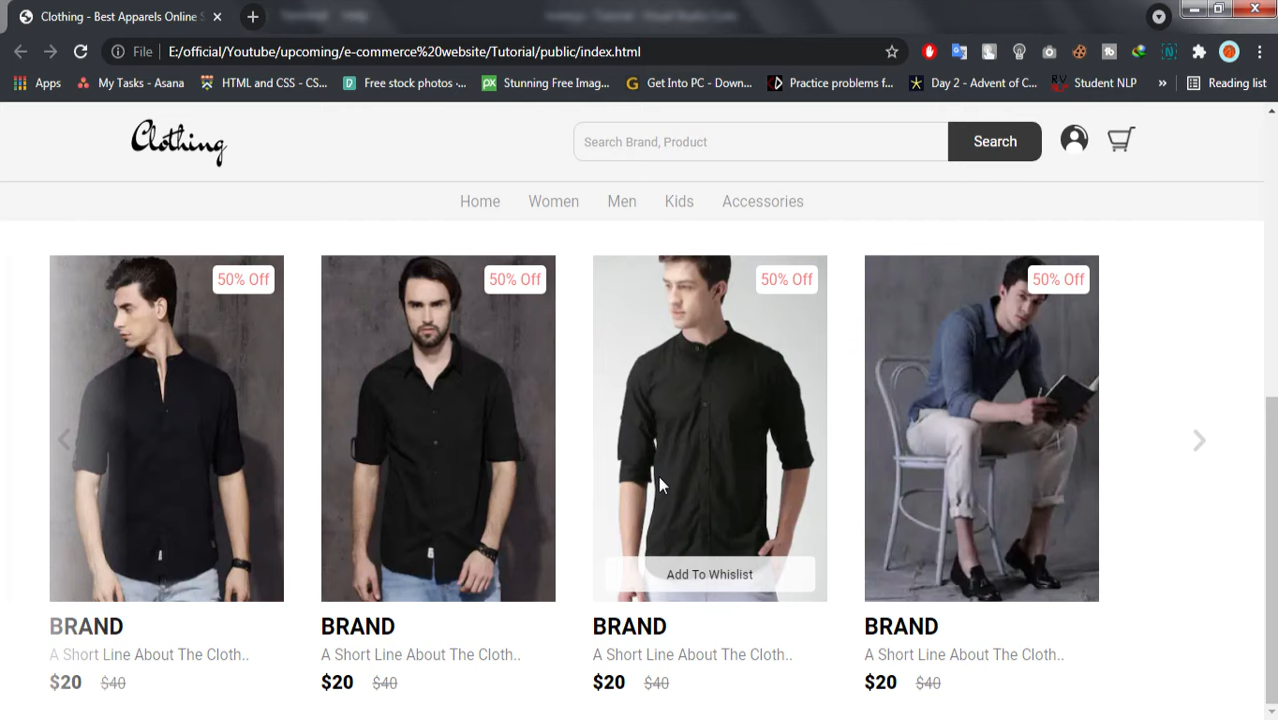 Clothing - Best Apparels Online S
File E:/official/Youtube/upcoming/e-commerce%20website/Tutorial/public/index.html
Apps My Tasks - Asana HTML and CSS - CS... Free stock photos ·... Stunning Free Imag... Get Into PC - Down... Practice problems f... Day 2 - Advent of C... Student NLP » Reading list
Clothing Search Brand, Product Search
Home Women Men Kids Accessories
50% Off 50% Off 50% Off 50% Off
Add To Whislist
BRAND BRAND BRAND BRAND
A Short Line About The Cloth.. A Short Line About The Cloth.. A Short Line About The Cloth.. A Short Line About The Cloth..
$20 $40 $20 $40 $20 $40 $20 $40